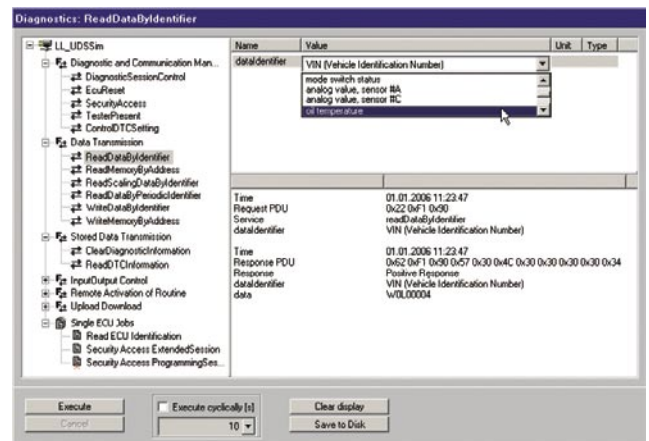 Diagnostics: ReadDataByIdentifier
LL_UDSSim
Diagnostic and Communication Man...
DiagnosticSessionControl
EcuReset
SecurityAccess
TesterPresent
ControlDTCSetting
Data Transmission
ReadDataByIdentifier
ReadMemoryByAddress
ReadScalingDataByIdentifier
ReadDataByPeriodicIdentifier
WriteDataByIdentifier
WriteMemoryByAddress
Stored Data Transmission
ClearDiagnosticInformation
ReadDTCInformation
InputOutput Control
Remote Activation of Routine
Upload Download
Single ECU Jobs
Read ECU Identification
Security Access ExtendedSession
Security Access ProgrammingSes...
Name Value Unit Type
dataIdentifier VIN (Vehicle Identification Number)
mode switch status
analog value, sensor #A
analog value, sensor #C
oil temperature
Time 01.01.2006 11:23:47
Request PDU 0x22 0xF1 0x90
Service readDataByIdentifier
dataIdentifier VIN (Vehicle Identification Number)
Time 01.01.2006 11:23:47
Response PDU 0x62 0xF1 0x90 0x57 0x30 0x4C 0x30 0x30 0x30 0x30 0x34
Response Positive Response
dataIdentifier VIN (Vehicle Identification Number)
data W0L00004
Execute Execute cyclically [s] Clear display
Cancel 10 Save to Disk